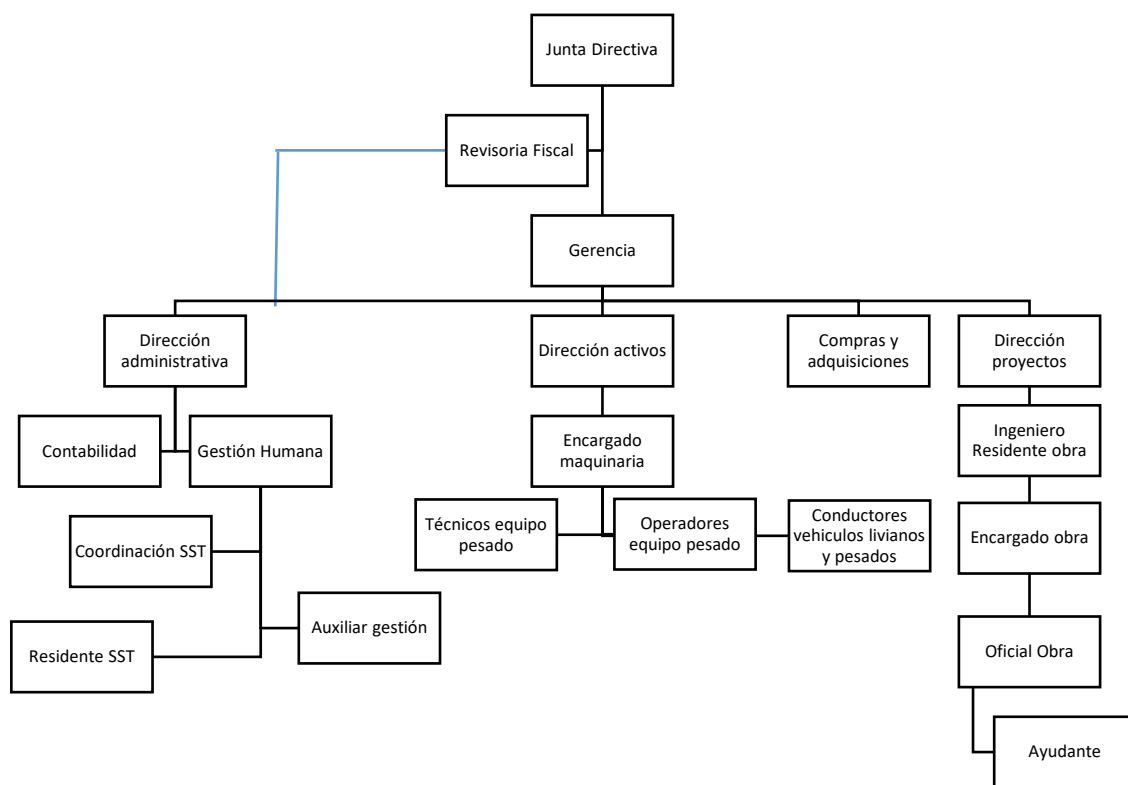 Junta Directiva
Revisoria Fiscal
Gerencia
Dirección
administrativa
Dirección activos
Compras y
adquisiciones
Dirección
proyectos
Contabilidad
Gestión Humana
Encargado
maquinaria
Ingeniero
Residente obra
Técnicos equipo
pesado
Operadores
equipo pesado
Conductores
vehiculos livianos
y pesados
Coordinación SST
Encargado obra
Auxiliar gestión
Residente SST
Oficial Obra
Ayudante